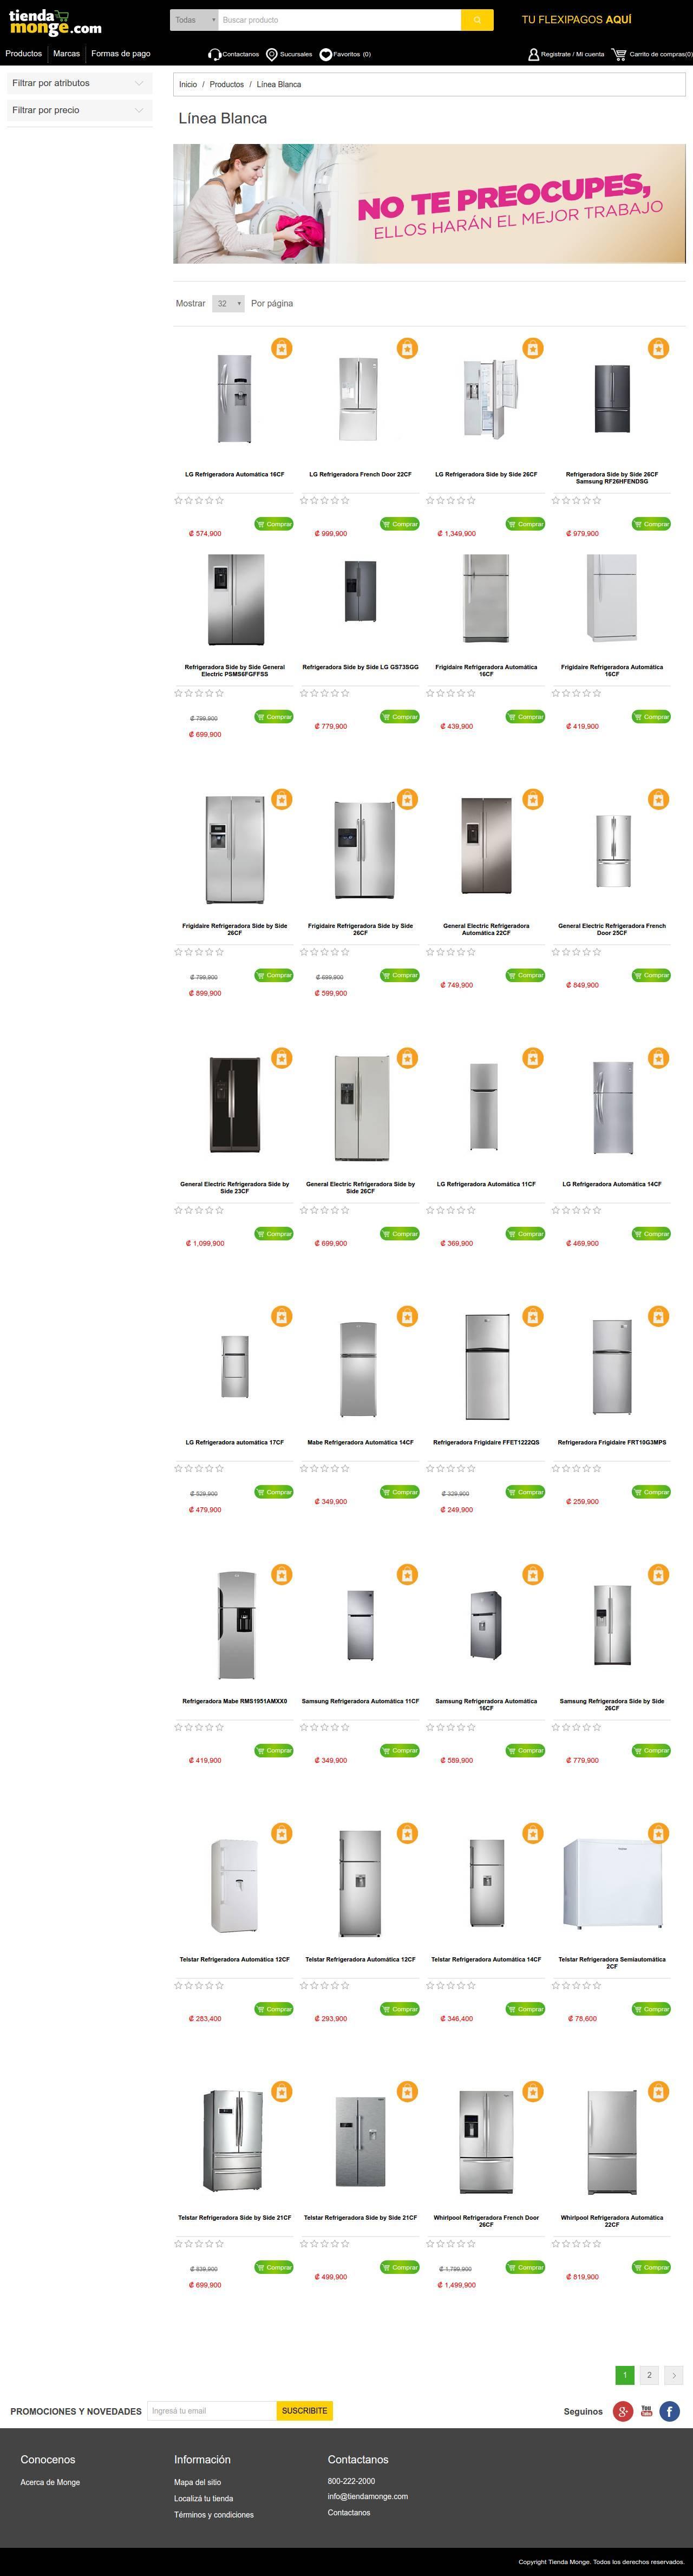 tienda
monge.com
Todas
Buscar producto
TU FLEXIPAGOS AQUÍ
Productos
Marcas
Formas de pago
Contactanos
Sucursales
Favoritos (0)
Registrate / Mi cuenta
Carrito de compras(0)
Filtrar por atributos
Filtrar por precio
Inicio / Productos / Línea Blanca
Línea Blanca
NO TE PREOCUPES,
ELLOS HARÁN EL MEJOR TRABAJO
Mostrar 32 Por página
LG Refrigeradora Automática 16CF
Comprar
₡ 574,900
LG Refrigeradora French Door 22CF
Comprar
₡ 999,900
LG Refrigeradora Side by Side 26CF
Comprar
₡ 1,349,900
Refrigeradora Side by Side 26CF
Samsung RF26HFENDSG
Comprar
₡ 979,900
Refrigeradora Side by Side General
Electric PSMS6FGFFSS
₡ 799,900
Comprar
₡ 699,900
Refrigeradora Side by Side LG GS73SGG
Comprar
₡ 779,900
Frigidaire Refrigeradora Automática
16CF
Comprar
₡ 439,900
Frigidaire Refrigeradora Automática
16CF
Comprar
₡ 419,900
Frigidaire Refrigeradora Side by Side
26CF
₡ 799,900
Comprar
₡ 899,900
Frigidaire Refrigeradora Side by Side
26CF
₡ 699,900
Comprar
₡ 599,900
General Electric Refrigeradora
Automática 22CF
Comprar
₡ 749,900
General Electric Refrigeradora French
Door 25CF
Comprar
₡ 849,900
General Electric Refrigeradora Side by
Side 23CF
Comprar
₡ 1,099,900
General Electric Refrigeradora Side by
Side 26CF
Comprar
₡ 699,900
LG Refrigeradora Automática 11CF
Comprar
₡ 369,900
LG Refrigeradora Automática 14CF
Comprar
₡ 469,900
LG Refrigeradora automática 17CF
₡ 529,900
Comprar
₡ 479,900
Mabe Refrigeradora Automática 14CF
Comprar
₡ 349,900
Refrigeradora Frigidaire FFET1222QS
₡ 329,900
Comprar
₡ 249,900
Refrigeradora Frigidaire FRT10G3MPS
Comprar
₡ 259,900
Refrigeradora Mabe RMS1951AMXX0
Comprar
₡ 419,900
Samsung Refrigeradora Automática 11CF
Comprar
₡ 349,900
Samsung Refrigeradora Automática
16CF
Comprar
₡ 589,900
Samsung Refrigeradora Side by Side
26CF
Comprar
₡ 779,900
Telstar Refrigeradora Automática 12CF
Comprar
₡ 283,400
Telstar Refrigeradora Automática 12CF
Comprar
₡ 293,900
Telstar Refrigeradora Automática 14CF
Comprar
₡ 346,400
Telstar Refrigeradora Semiautomática
2CF
Comprar
₡ 78,600
Telstar Refrigeradora Side by Side 21CF
₡ 839,900
Comprar
₡ 699,900
Telstar Refrigeradora Side by Side 21CF
Comprar
₡ 499,900
Whirlpool Refrigeradora French Door
26CF
₡ 1,799,900
Comprar
₡ 1,499,900
Whirlpool Refrigeradora Automática
22CF
Comprar
₡ 819,900
1
2
PROMOCIONES Y NOVEDADES
Ingresá tu email
SUSCRIBITE
Seguinos
You
Conocenos
Acerca de Monge
Información
Mapa del sitio
Localizá tu tienda
Términos y condiciones
Contactanos
800-222-2000
info@tiendamonge.com
Contactanos
Copyright Tienda Monge. Todos los derechos reservados.